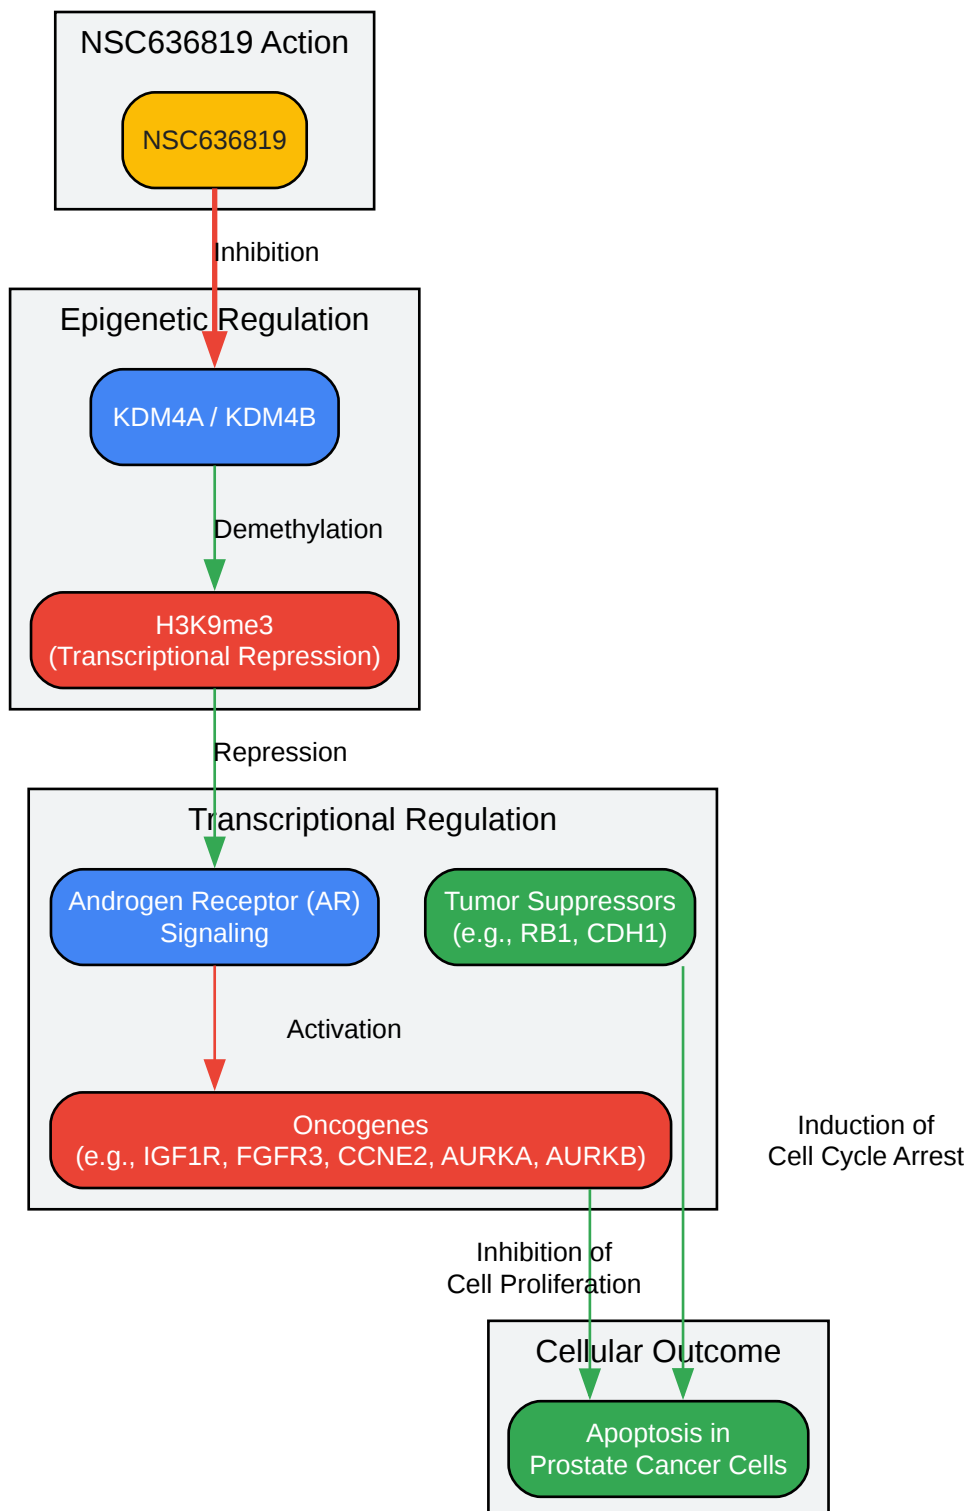 NSC636819 Action
NSC636819
Inhibition
Epigenetic Regulation
KDM4A / KDM4B
Demethylation
H3K9me3
(Transcriptional Repression)
Repression
Transcriptional Regulation
Androgen Receptor (AR)
Signaling
Tumor Suppressors
(e.g., RB1, CDH1)
Activation
Oncogenes
(e.g., IGF1R, FGFR3, CCNE2, AURKA, AURKB)
Induction of
Cell Cycle Arrest
Inhibition of
Cell Proliferation
Cellular Outcome
Apoptosis in
Prostate Cancer Cells